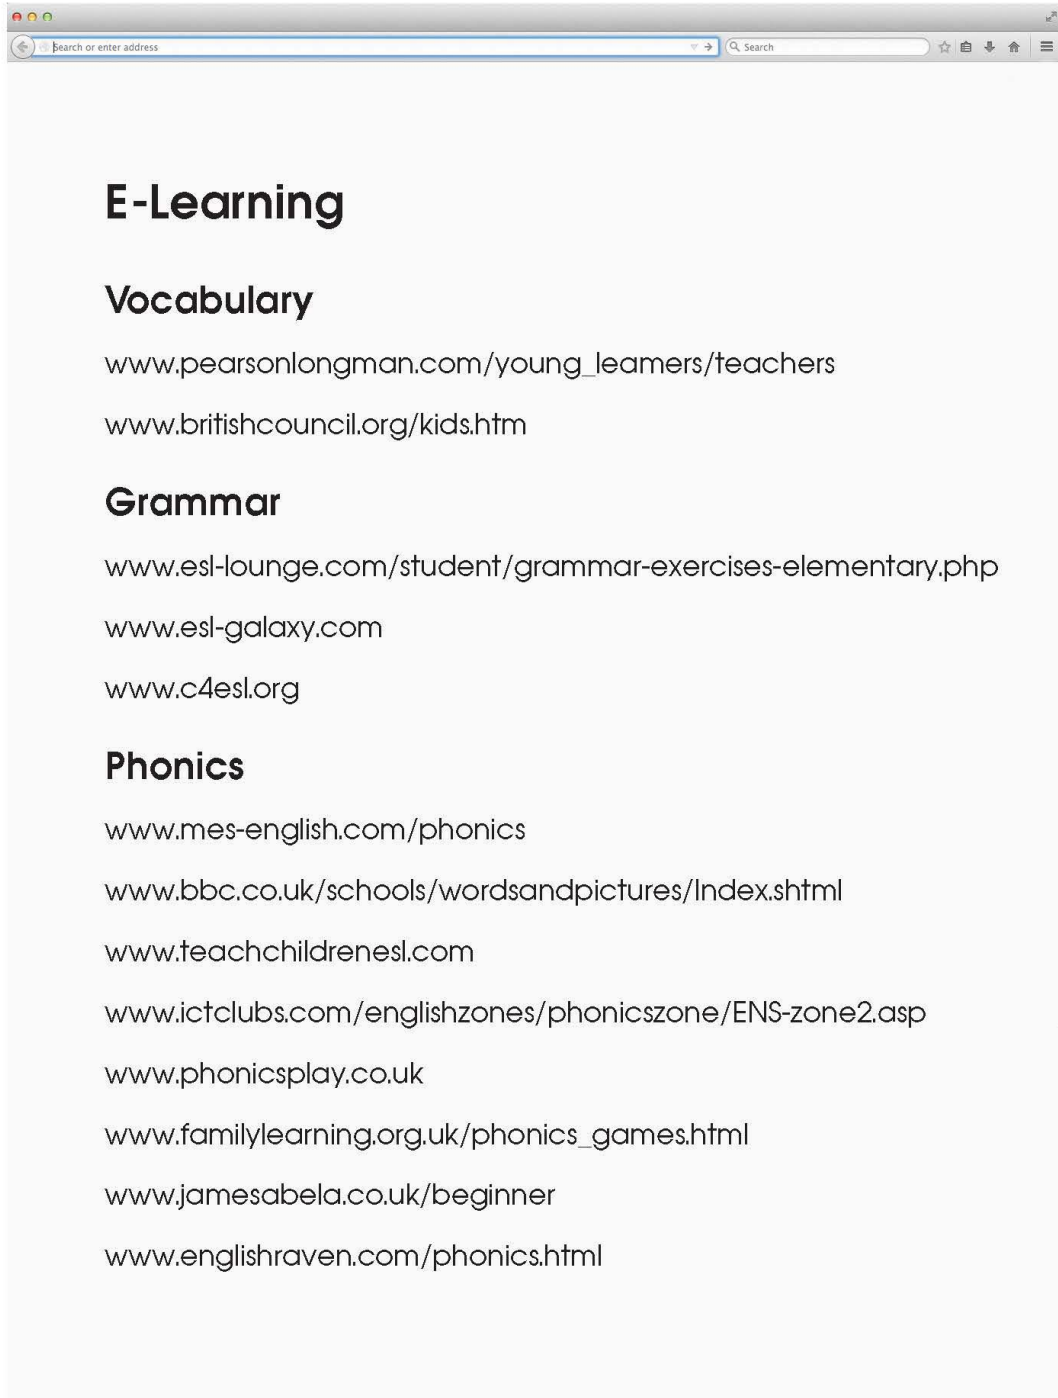 Search or enter address
Search
E-Learning
Vocabulary
www.pearsonlongman.com/young_leamers/teachers
www.britishcouncil.org/kids.htm
Grammar
www.esl-lounge.com/student/grammar-exercises-elementary.php
www.esl-galaxy.com
www.c4esl.org
Phonics
www.mes-english.com/phonics
www.bbc.co.uk/schools/wordsandpictures/Index.shtml
www.teachchildrenesl.com
www.ictclubs.com/englishzones/phonicszone/ENS-zone2.asp
www.phonicsplay.co.uk
www.familylearning.org.uk/phonics_games.html
www.jamesabela.co.uk/beginner
www.englishraven.com/phonics.html